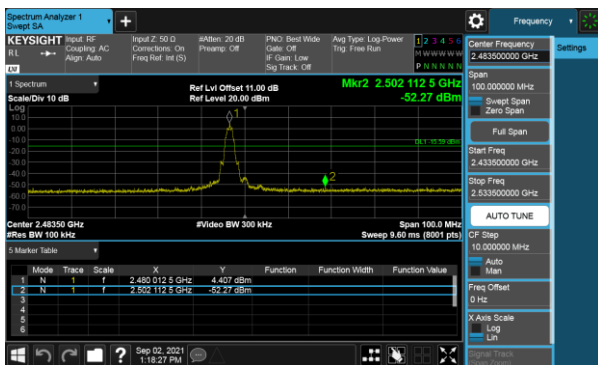 Spectrum Analyzer 1
Swept SA
Frequency
KEYSIGHT
Input: RF
RL
Coupling: AC
Align: Auto
Input Z: 50 Ω
Corrections: On
Freq Ref: Int (S)
#Atten: 20 dB
Preamp: Off
PNO: Best Wide
Gate: Off
IF Gain: Low
Sig Track: Off
Avg Type: Log-Power
Trig: Free Run
1 2 3 4 5 6
M W W W W W
P N N N N N
LXI
1 Spectrum
Scale/Div 10 dB
Ref Lvl Offset 11.00 dB
Ref Level 20.00 dBm
Mkr2 2.502 112 5 GHz
-52.27 dBm
Log
10.0
0.00
-10.0
-20.0
-30.0
-40.0
-50.0
-60.0
-70.0
1
2
DL1 -15.59 dBm
Center 2.48350 GHz
#Res BW 100 kHz
#Video BW 300 kHz
Span 100.0 MHz
Sweep 9.60 ms (8001 pts)
5 Marker Table
Mode Trace Scale X Y Function Function Width Function Value
1 N 1 f 2.480 012 5 GHz 4.407 dBm
2 N 1 f 2.502 112 5 GHz -52.27 dBm
3
4
5
6
Sep 02, 2021
1:18:27 PM
Center Frequency
2.483500000 GHz
Settings
Span
100.000000 MHz
Swept Span
Zero Span
Full Span
Start Freq
2.433500000 GHz
Stop Freq
2.533500000 GHz
AUTO TUNE
CF Step
10.000000 MHz
Auto
Man
Freq Offset
0 Hz
X Axis Scale
Log
Lin
Signal Track
(Span Zoom)